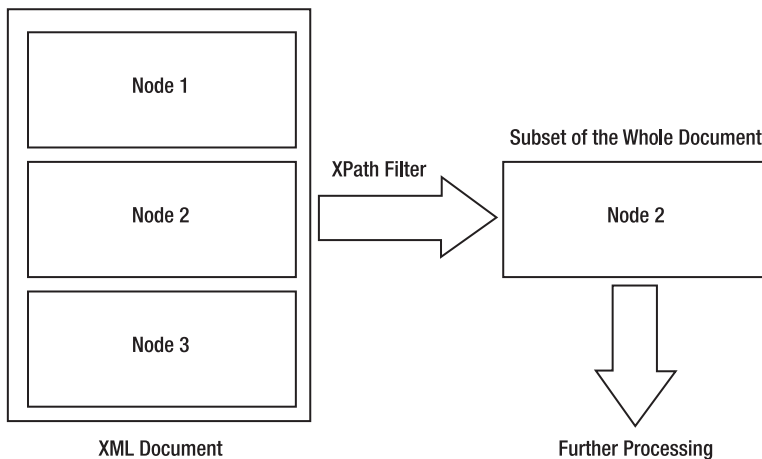 Node 1
Node 2
Node 3
XML Document
XPath Filter
Subset of the Whole Document
Node 2
Further Processing